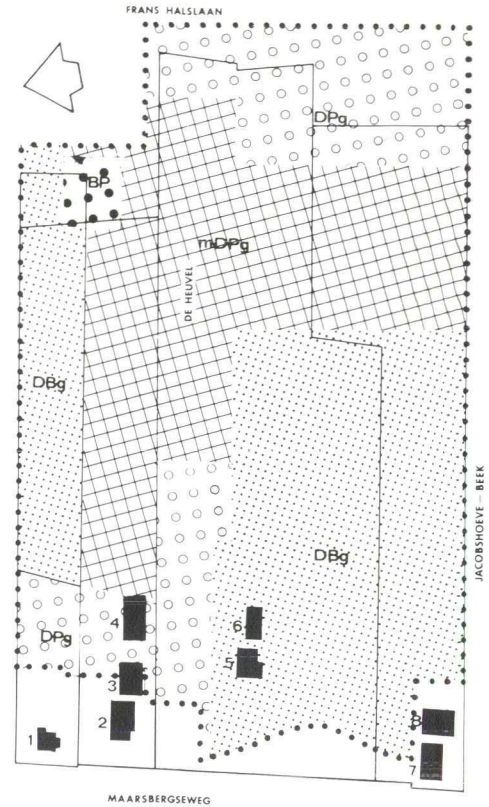 FRANS HALSLAAN
DPg
BP
mDPg
DE HEUVEL
DBg
JACOBSHOEVE - BEEK
DBg
4
6
DPg
5
3
2
8
1
7
MAARSBERGSEWEG